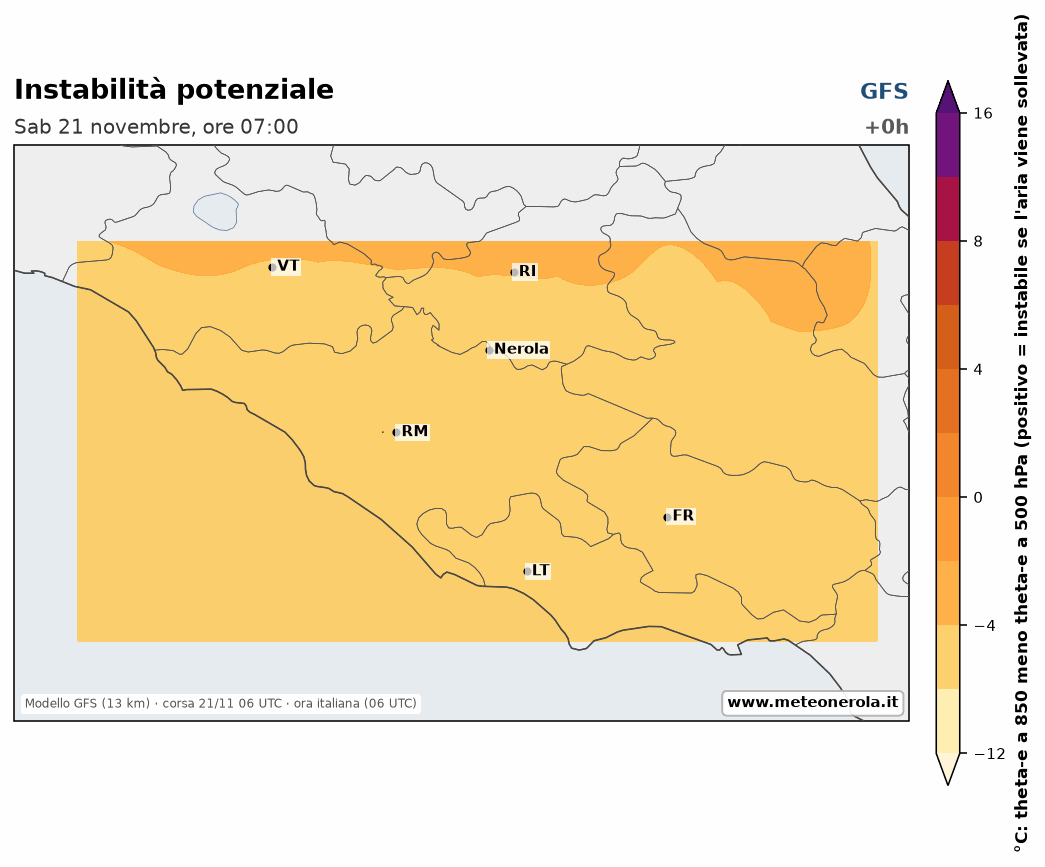 Instabilità potenziale
GFS
Sab 21 novembre, ore 07:00
+0h
VT
RI
Nerola
RM
FR
LT
Modello GFS (13 km) · corsa 21/11 06 UTC · ora italiana (06 UTC)
www.meteonerola.it
16
8
4
0
−4
−12
°C: theta-e a 850 meno theta-e a 500 hPa (positivo = instabile se l'aria viene sollevata)